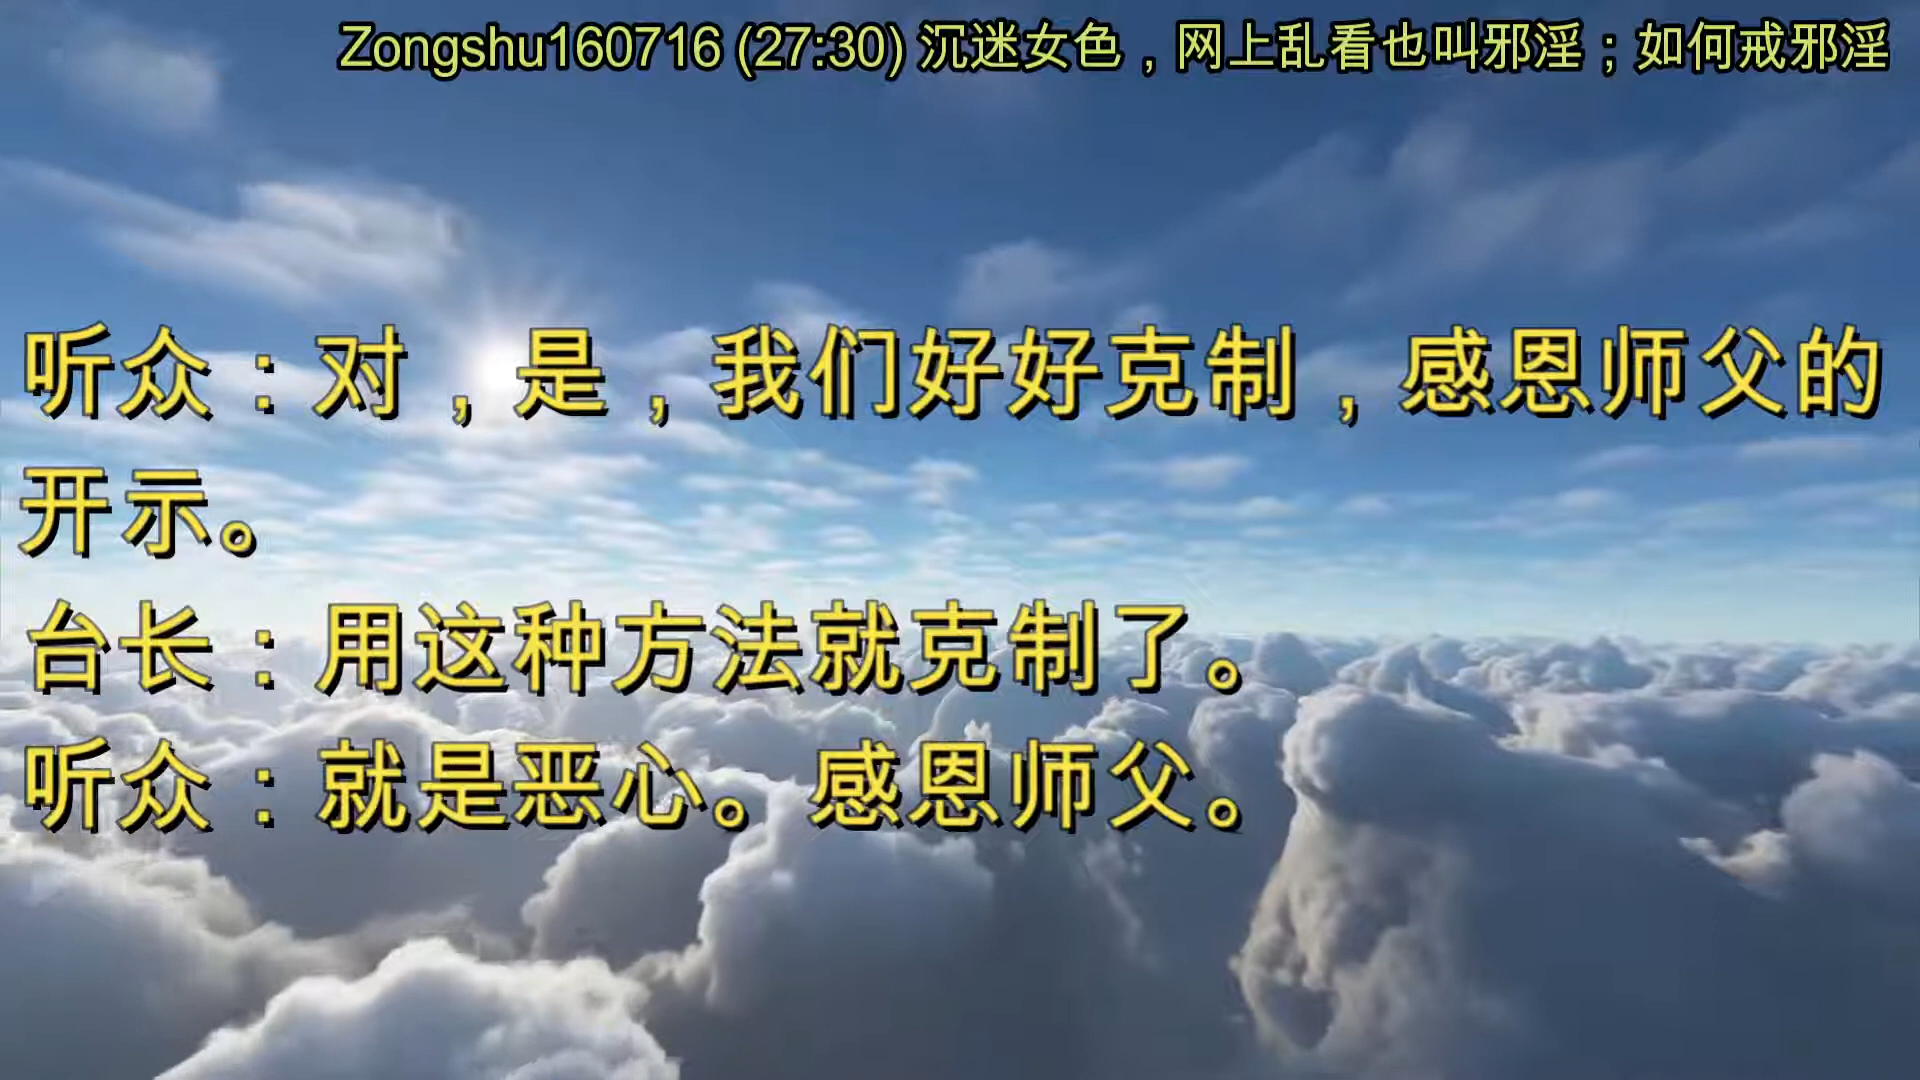 Zongshu160716 (27:30) 沉迷女色，网上乱看也叫邪淫；如何戒邪淫
听众：对，是，我们好好克制，感恩师父的
开示。
台长：用这种方法就克制了。
听众：就是恶心。感恩师父。